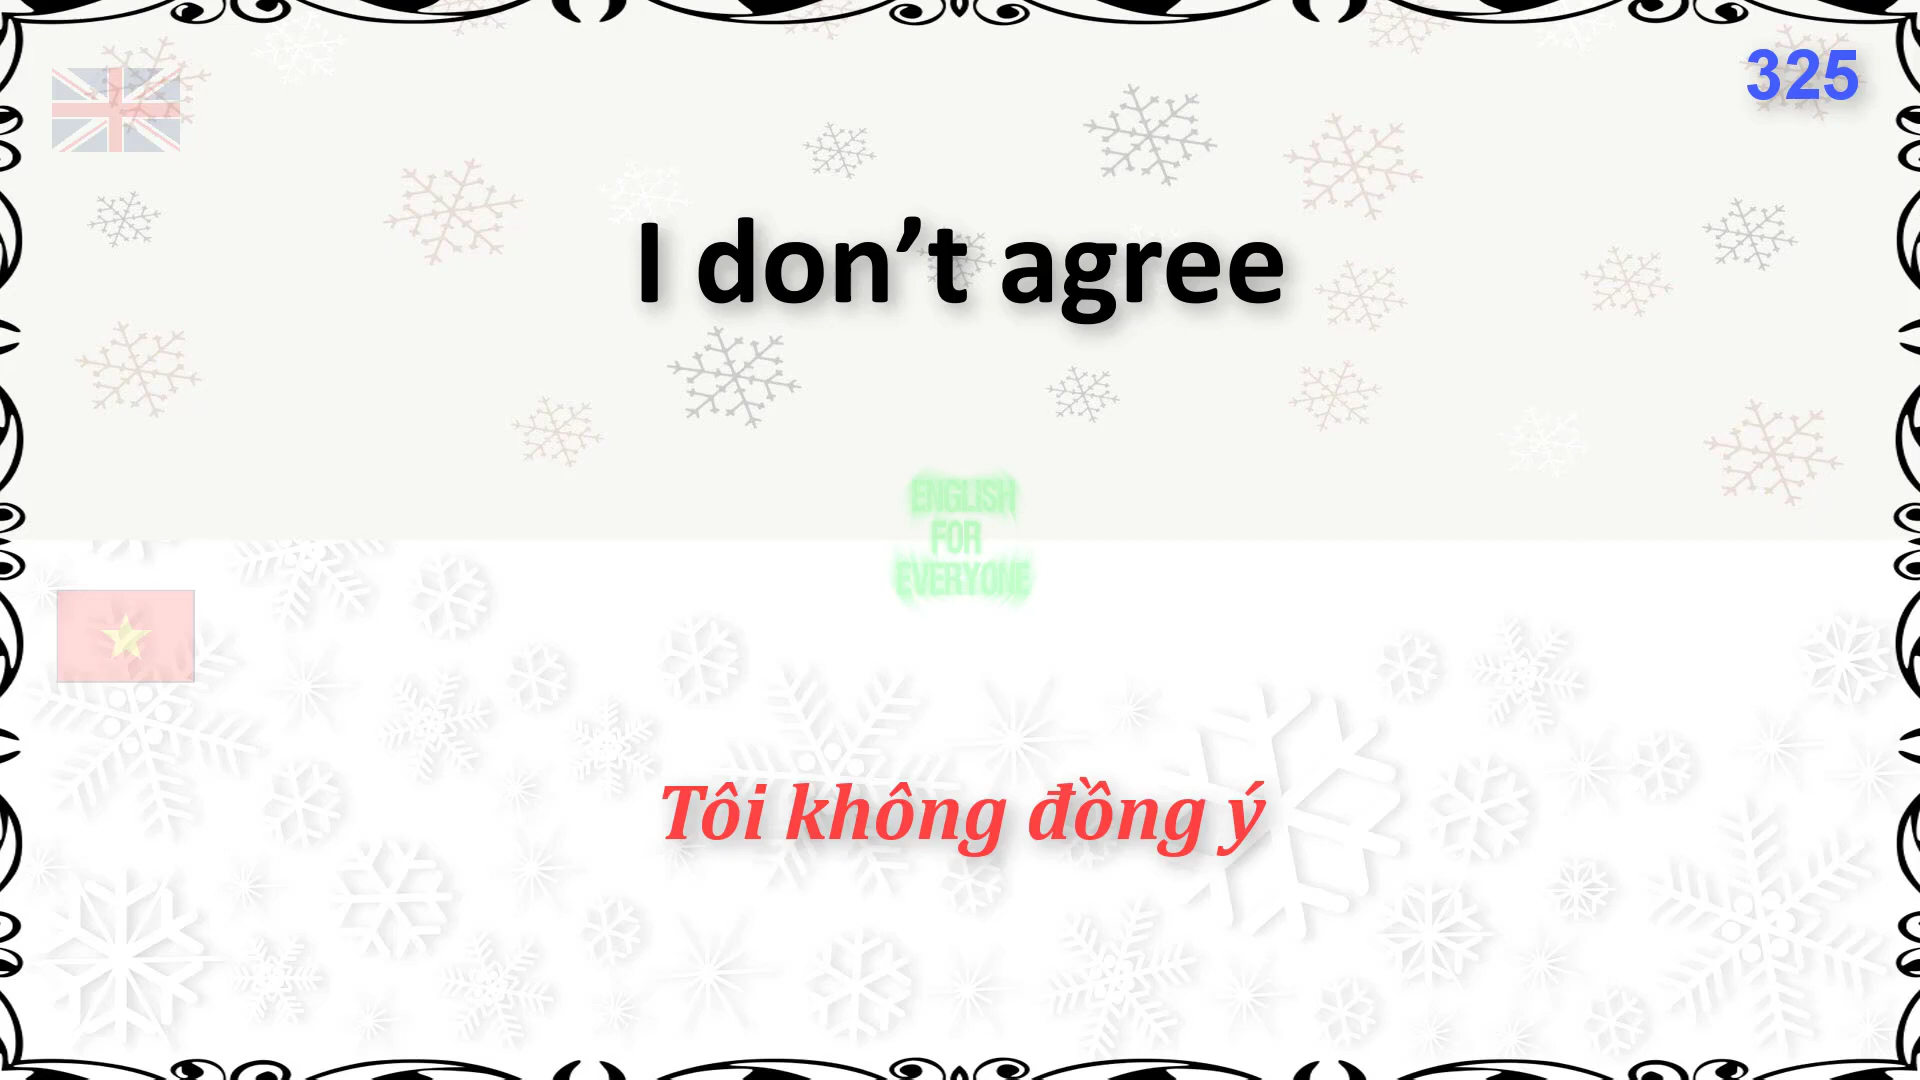 325
I don’t agree
ENGLISH
FOR
EVERYONE
Tôi không đồng ý